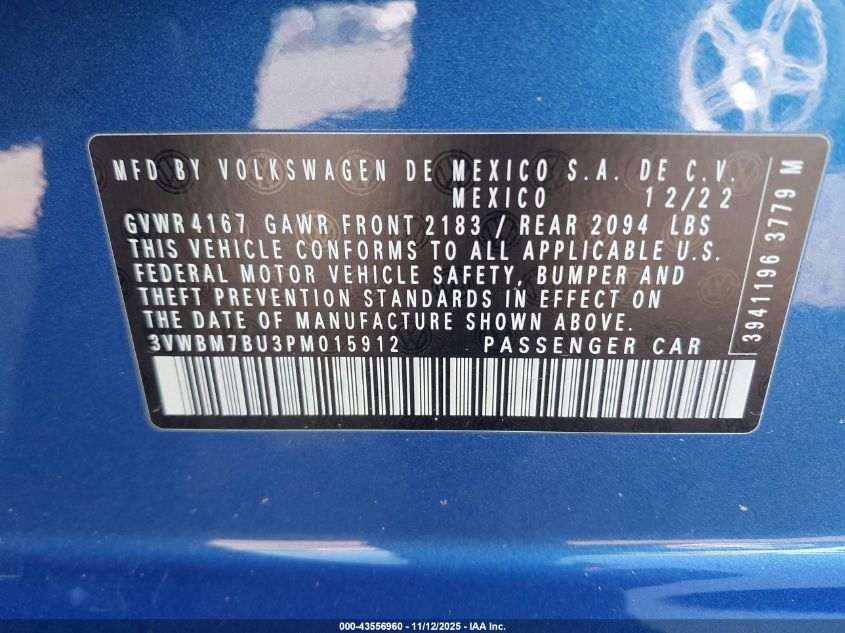 MFD BY VOLKSWAGEN DE MEXICO S.A. DE C.V.
MEXICO 12/22
GVWR 4167 GAWR FRONT 2183 / REAR 2094 LBS
THIS VEHICLE CONFORMS TO ALL APPLICABLE U.S.
FEDERAL MOTOR VEHICLE SAFETY, BUMPER AND
THEFT PREVENTION STANDARDS IN EFFECT ON
THE DATE OF MANUFACTURE SHOWN ABOVE.
3VWBM7BU3PM015912 PASSENGER CAR
3941196 3779 M
000-43556960 - 11/12/2025 - IAA Inc.